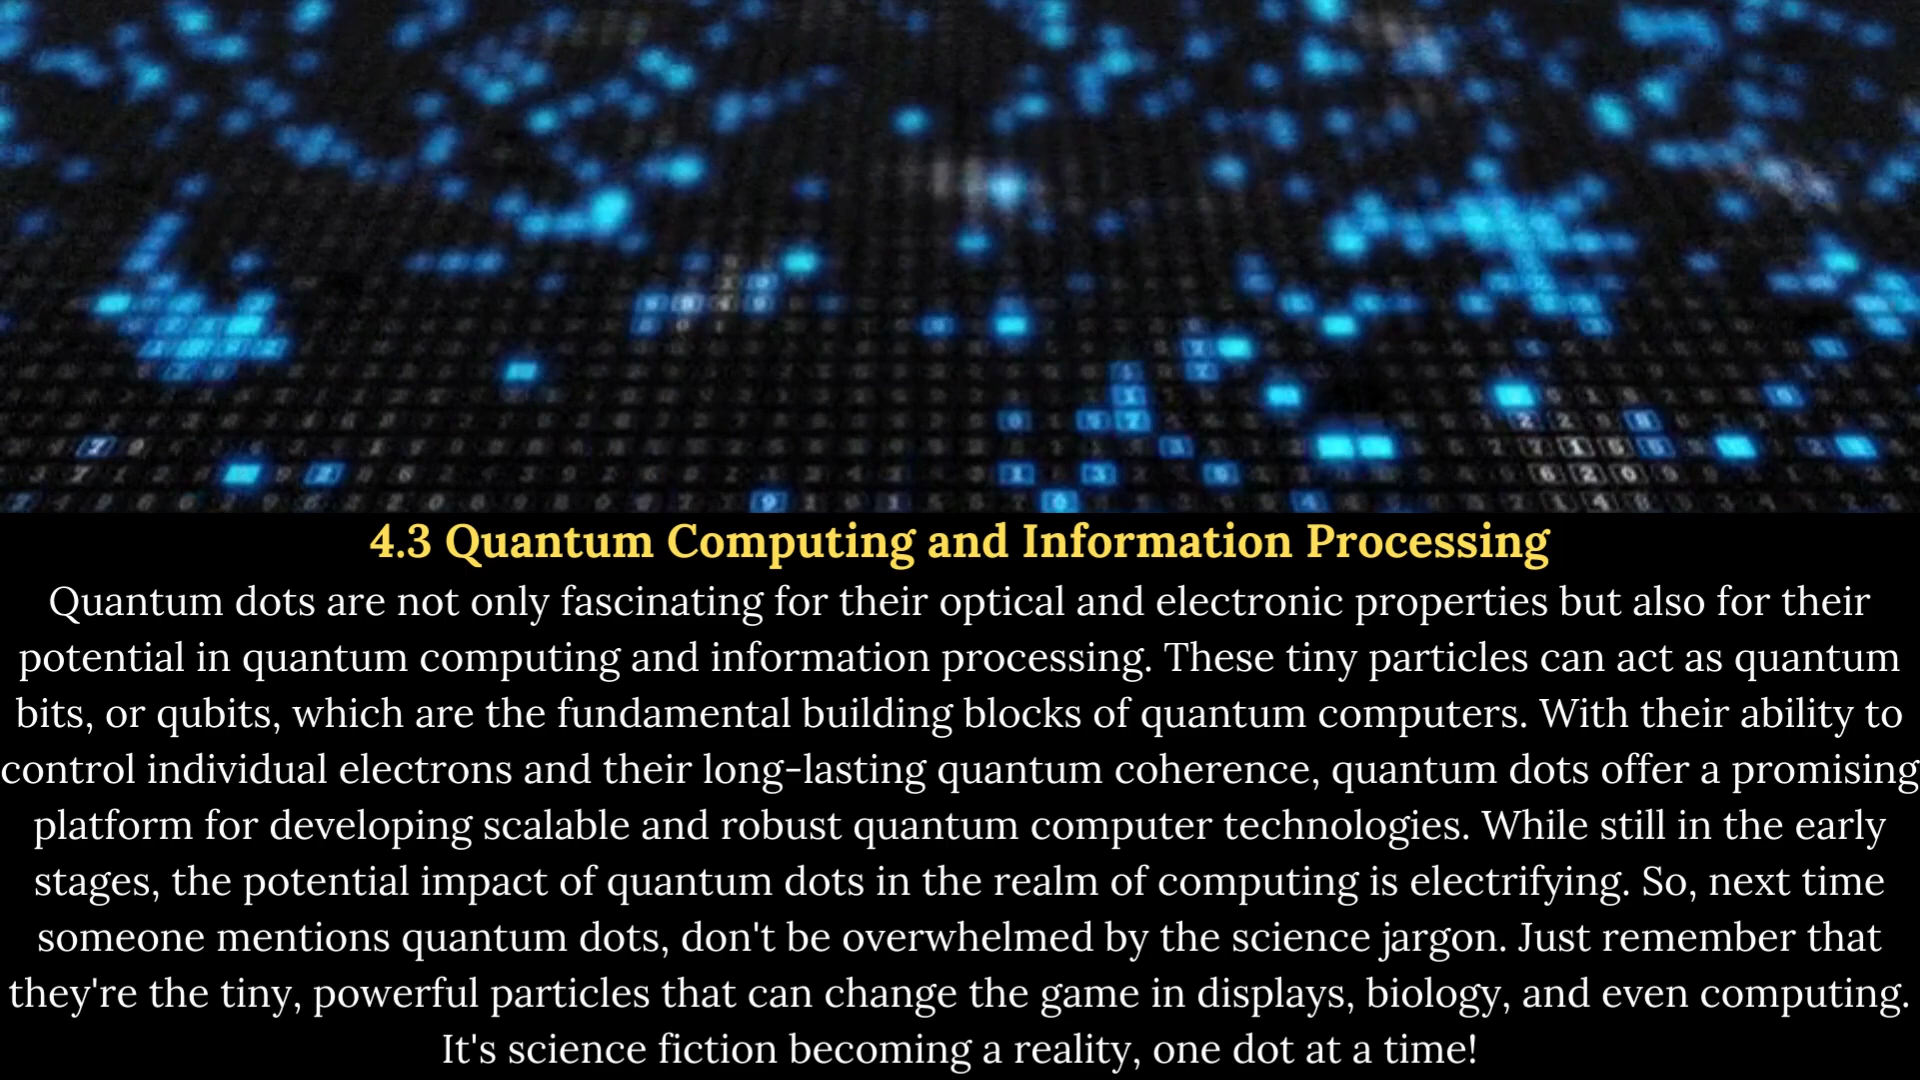 4.3 Quantum Computing and Information Processing
Quantum dots are not only fascinating for their optical and electronic properties but also for their
potential in quantum computing and information processing. These tiny particles can act as quantum
bits, or qubits, which are the fundamental building blocks of quantum computers. With their ability to
control individual electrons and their long-lasting quantum coherence, quantum dots offer a promising
platform for developing scalable and robust quantum computer technologies. While still in the early
stages, the potential impact of quantum dots in the realm of computing is electrifying. So, next time
someone mentions quantum dots, don't be overwhelmed by the science jargon. Just remember that
they're the tiny, powerful particles that can change the game in displays, biology, and even computing.
It's science fiction becoming a reality, one dot at a time!